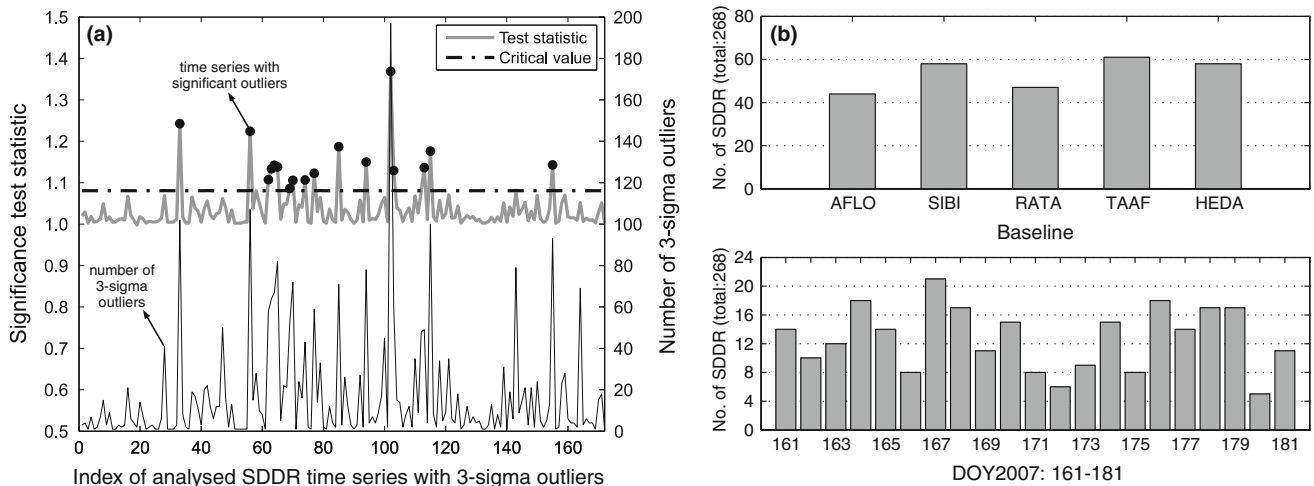 (a)
Test statistic
Critical value
time series with
significant outliers
number of
3-sigma
outliers
Significance test statistic
1.5
1.4
1.3
1.2
1.1
1.0
0.9
0.8
0.7
0.6
0.5
200
180
160
140
120
100
80
60
40
20
0
Number of 3-sigma outliers
0 20 40 60 80 100 120 140 160
Index of analysed SDDR time series with 3-sigma outliers
(b)
No. of SDDR (total:268)
80
60
40
20
0
AFLO SIBI RATA TAAF HEDA
Baseline
No. of SDDR (total:268)
24
20
16
12
8
4
0
161 163 165 167 169 171 173 175 177 179 181
DOY2007: 161-181